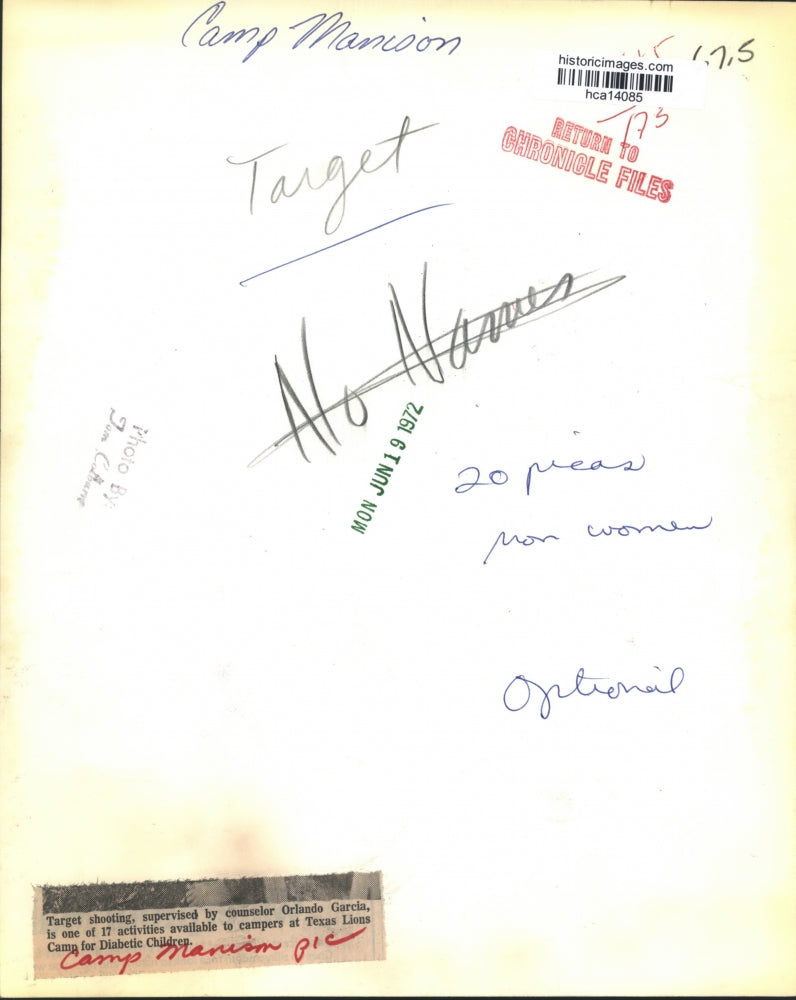 Camp Manison
175
historicimages.com
hca14085
173
RETURN TO
CHRONICLE FILES
Target
No Names
MON JUN 19 1972
Photo By:
20 picas
mon women
Optional
Target shooting, supervised by counselor Orlando Garcia,
is one of 17 activities available to campers at Texas Lions
Camp for Diabetic Children.
Camp Manison pic